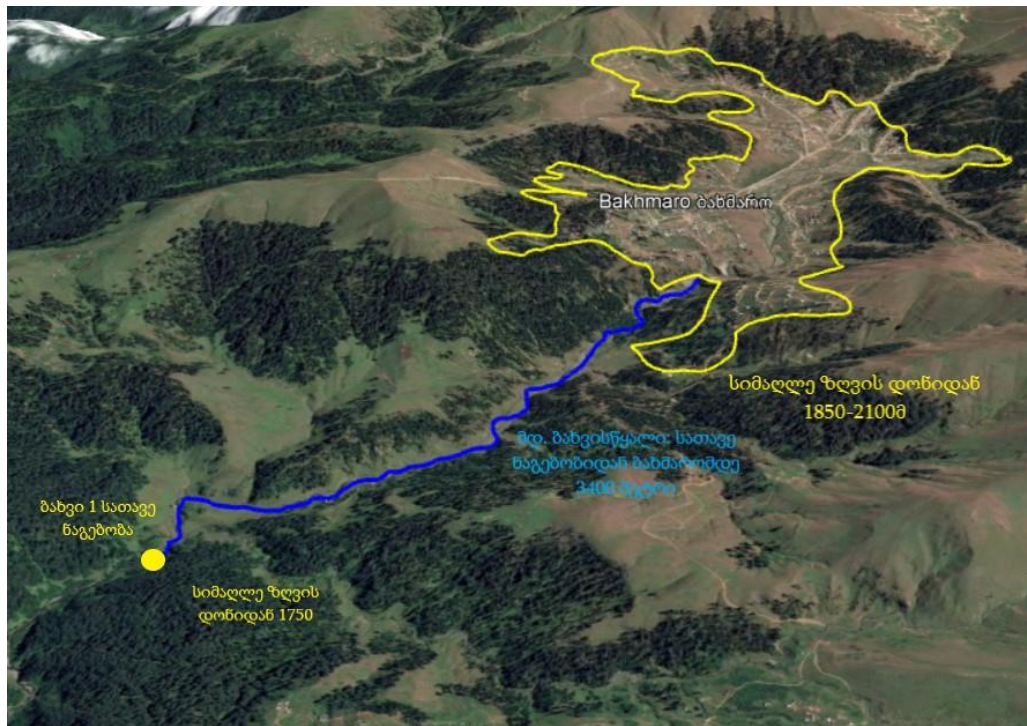 Bakhmaro ბახმარო
სიმაღლე ზღვის დონიდან
1850-2100მ
მდ. ბახვისწყალი: სათავე
ნაგებობიდან ბახმარომდე
3400 მეტრი
ბახვი 1 სათავე
ნაგებობა
სიმაღლე ზღვის
დონიდან 1750